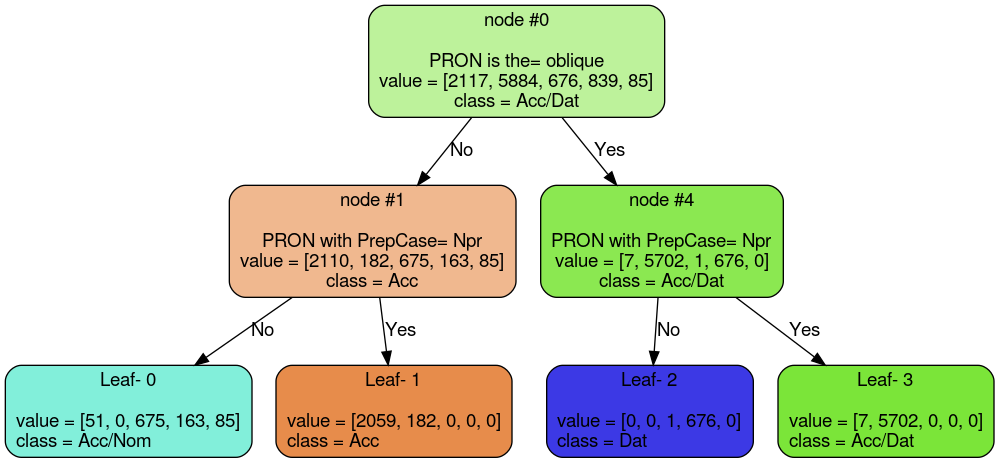 node #0
PRON is the= oblique
value = [2117, 5884, 676, 839, 85]
class = Acc/Dat
No
Yes
node #1
PRON with PrepCase= Npr
value = [2110, 182, 675, 163, 85]
class = Acc
node #4
PRON with PrepCase= Npr
value = [7, 5702, 1, 676, 0]
class = Acc/Dat
No
Yes
No
Yes
Leaf- 0
value = [51, 0, 675, 163, 85]
class = Acc/Nom
Leaf- 1
value = [2059, 182, 0, 0, 0]
class = Acc
Leaf- 2
value = [0, 0, 1, 676, 0]
class = Dat
Leaf- 3
value = [7, 5702, 0, 0, 0]
class = Acc/Dat